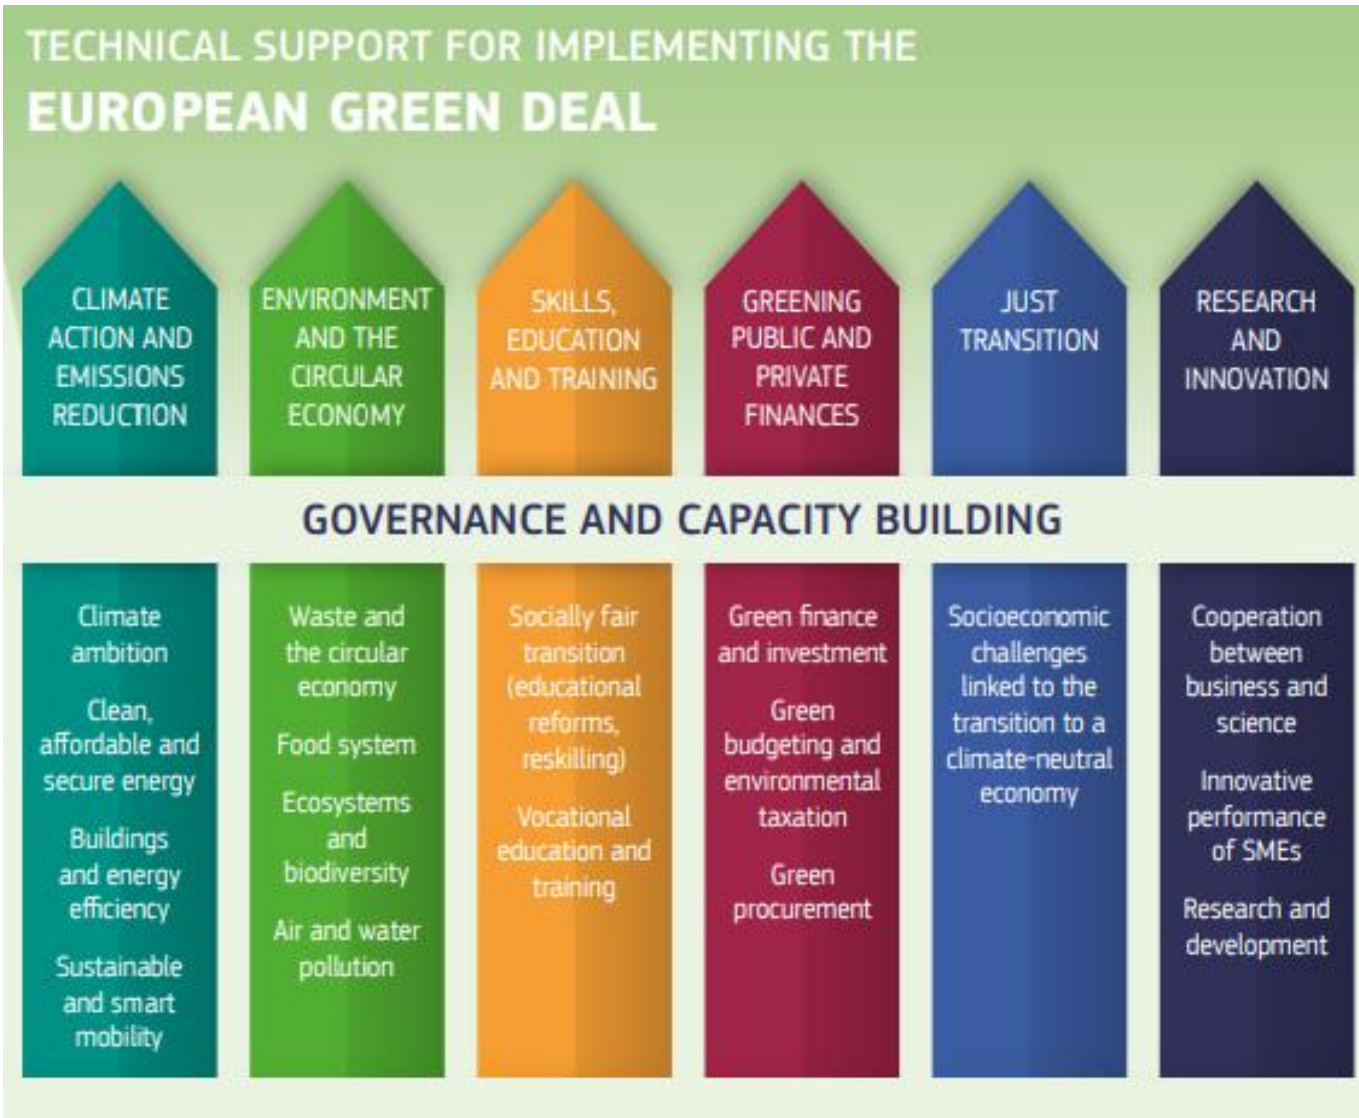 TECHNICAL SUPPORT FOR IMPLEMENTING THE
EUROPEAN GREEN DEAL
CLIMATE
ACTION AND
EMISSIONS
REDUCTION
ENVIRONMENT
AND THE
CIRCULAR
ECONOMY
SKILLS,
EDUCATION
AND TRAINING
GREENING
PUBLIC AND
PRIVATE
FINANCES
JUST
TRANSITION
RESEARCH
AND
INNOVATION
GOVERNANCE AND CAPACITY BUILDING
Climate
ambition
Clean,
affordable and
secure energy
Buildings
and energy
efficiency
Sustainable
and smart
mobility
Waste and
the circular
economy
Food system
Ecosystems
and
biodiversity
Air and water
pollution
Socially fair
transition
(educational
reforms,
reskilling)
Vocational
education and
training
Green finance
and investment
Green
budgeting and
environmental
taxation
Green
procurement
Socioeconomic
challenges
linked to the
transition to a
climate-neutral
economy
Cooperation
between
business and
science
Innovative
performance
of SMEs
Research and
development